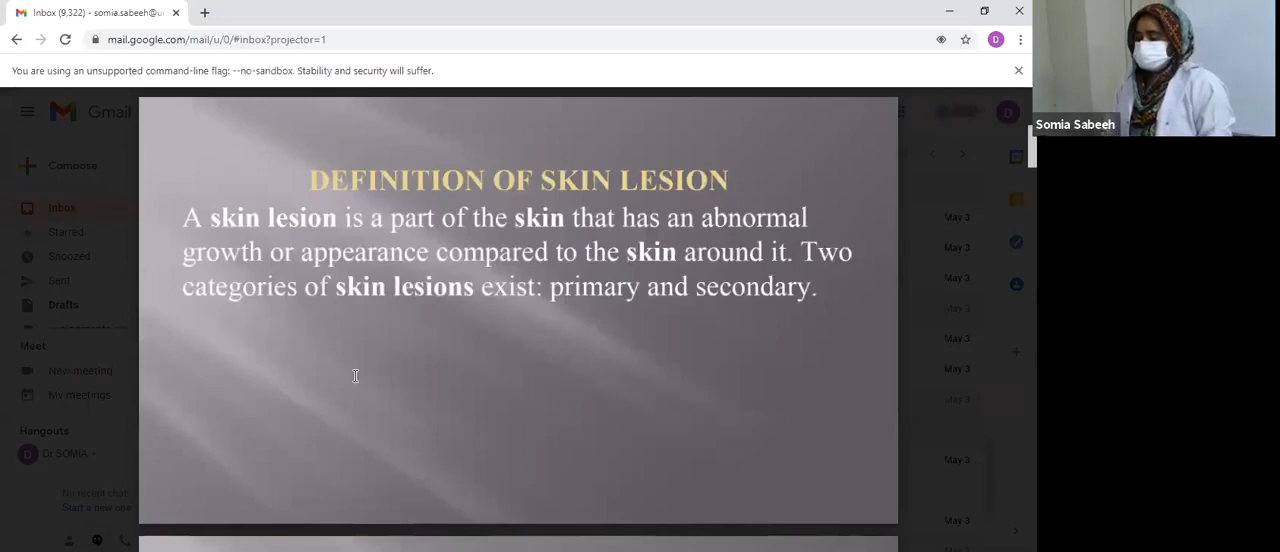 Inbox (9,322) - somia.sabeeh@u
mail.google.com/mail/u/0/#inbox?projector=1
You are using an unsupported command-line flag: --no-sandbox. Stability and security will suffer.
Somia Sabeeh
Gmail
Compose
Inbox
Starred
Snoozed
Sent
Drafts
Meet
New meeting
My meetings
Hangouts
Dr.SOMIA
No recent chat
Start a new one
DEFINITION OF SKIN LESION
A skin lesion is a part of the skin that has an abnormal
growth or appearance compared to the skin around it. Two
categories of skin lesions exist: primary and secondary.
May 3
May 3
May 3
May 3
May 3
May 3
May 3
May 3
May 3
D
D
D